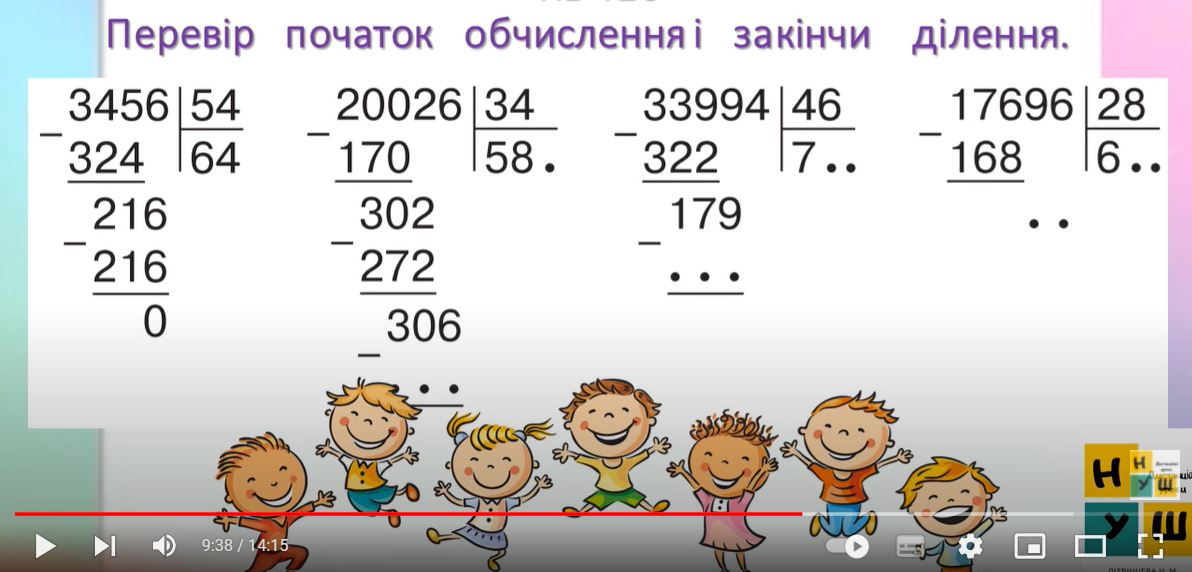 Перевір початок обчислення і закінчи ділення.
3456 54
324 64
216
216
0
20026 34
170 58.
302
272
306
• •
33994 46
322 7 . .
179
• • •
17696 28
168 6 . .
• •
Н Н
У Ш
У Ш
9:38 / 14:15